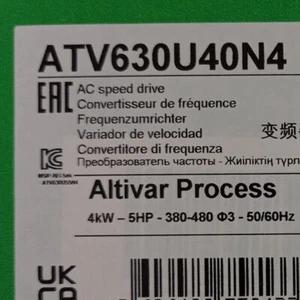 ATV630U40N4
EAC
AC speed drive
Convertisseur de fréquence
Frequenzumrichter
Variador de velocidad
变频
Convertitore di frequenza
Преобразователь частоты - Жиіліктің түрл
Altivar Process
4kW – 5HP - 380-480 Φ3 - 50/60Hz
UK
CA